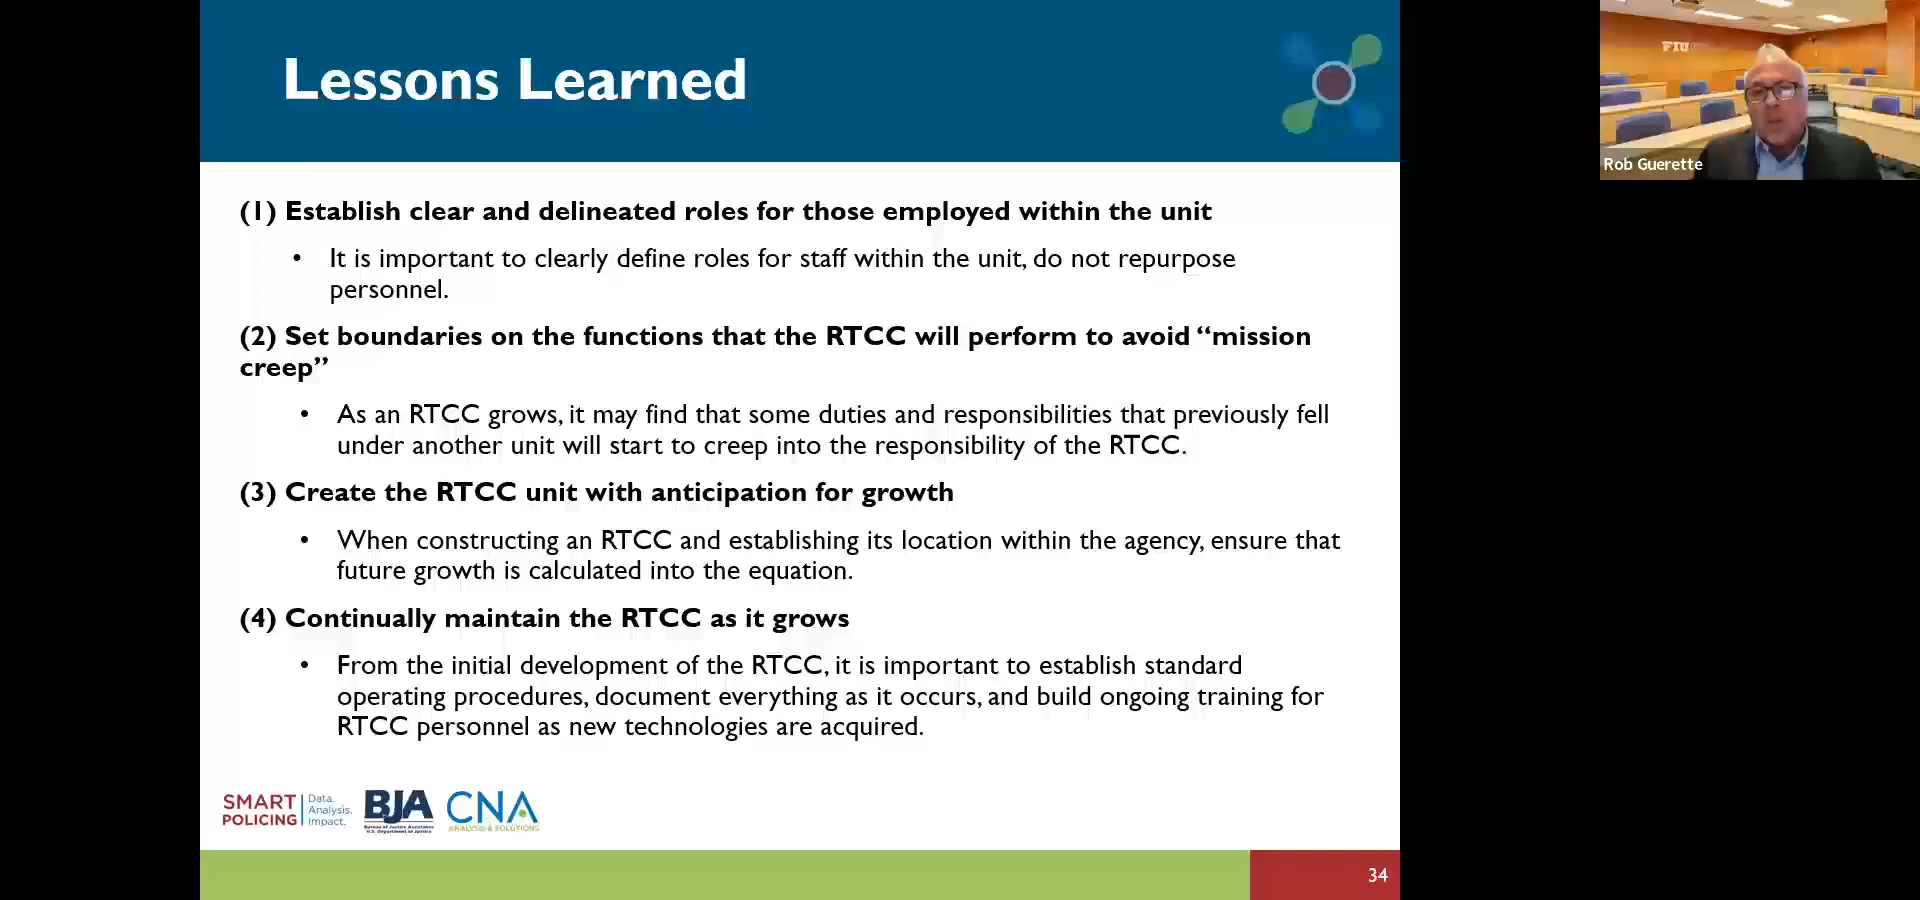 Lessons Learned
FIU
Rob Guerette
(1) Establish clear and delineated roles for those employed within the unit
• It is important to clearly define roles for staff within the unit, do not repurpose
personnel.
(2) Set boundaries on the functions that the RTCC will perform to avoid “mission
creep”
• As an RTCC grows, it may find that some duties and responsibilities that previously fell
under another unit will start to creep into the responsibility of the RTCC.
(3) Create the RTCC unit with anticipation for growth
• When constructing an RTCC and establishing its location within the agency, ensure that
future growth is calculated into the equation.
(4) Continually maintain the RTCC as it grows
• From the initial development of the RTCC, it is important to establish standard
operating procedures, document everything as it occurs, and build ongoing training for
RTCC personnel as new technologies are acquired.
SMART
POLICING
Data.
Analysis.
Impact.
BJA
Bureau of Justice Assistance
U.S. Department of Justice
CNA
ANALYSIS & SOLUTIONS
34